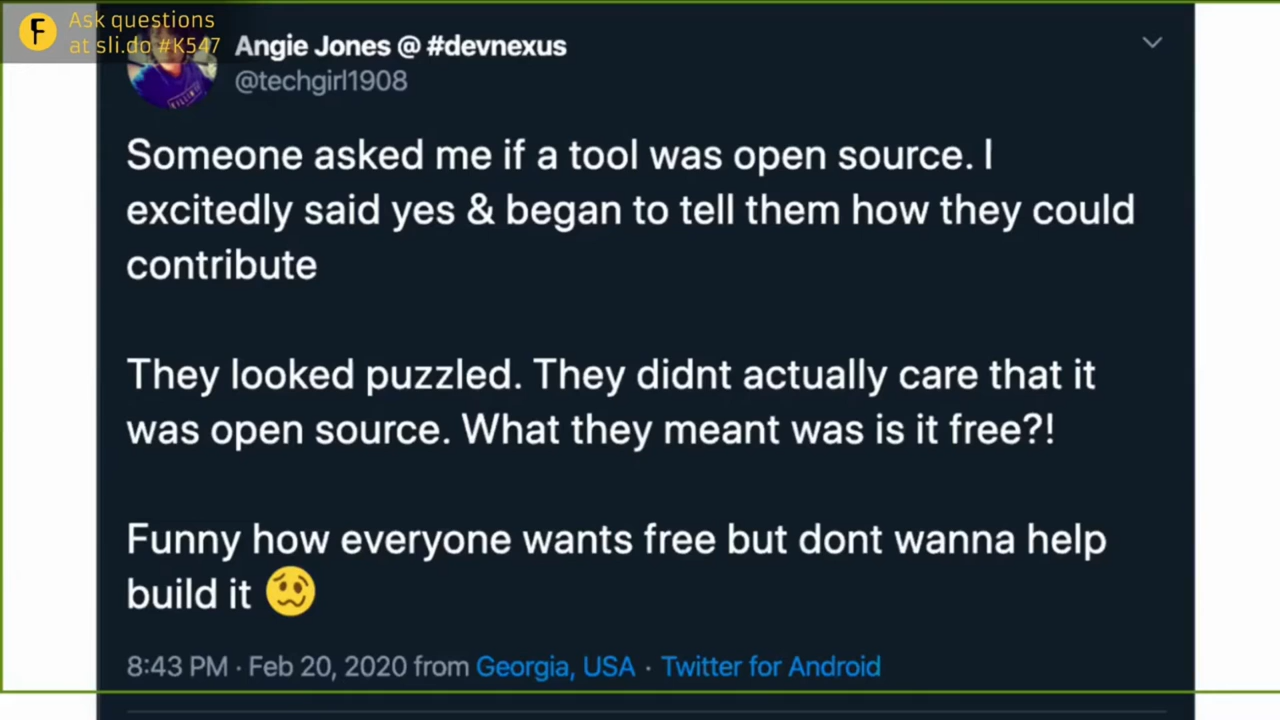 F Ask questions
at sli.do #K547
Angie Jones @ #devnexus
@techgirl1908
Someone asked me if a tool was open source. I
excitedly said yes & began to tell them how they could
contribute
They looked puzzled. They didnt actually care that it
was open source. What they meant was is it free?!
Funny how everyone wants free but dont wanna help
build it 🥴
8:43 PM · Feb 20, 2020 from Georgia, USA · Twitter for Android